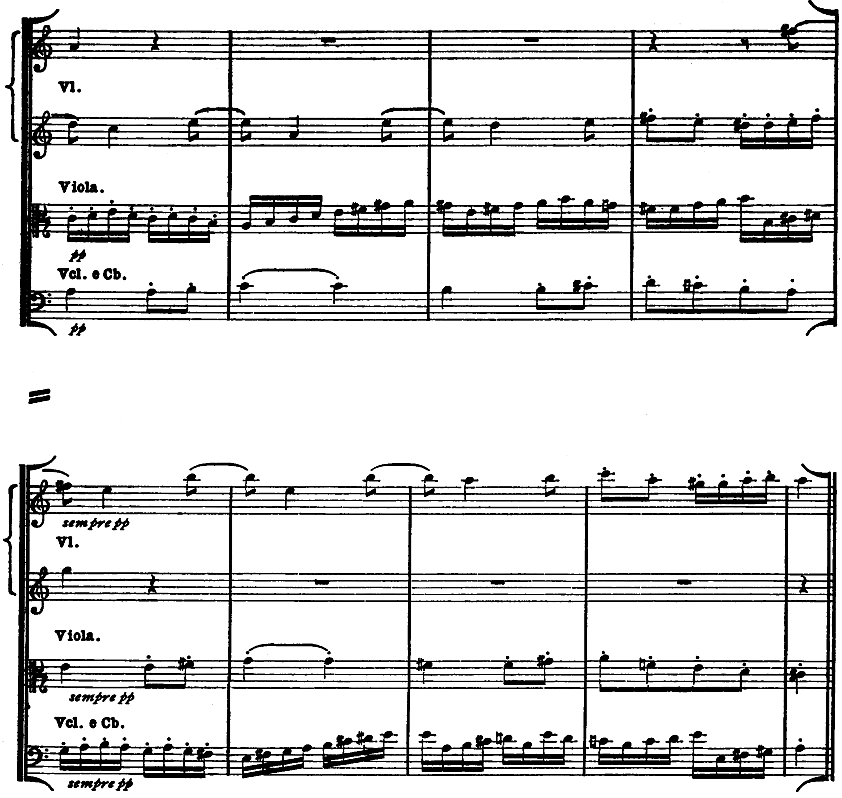 Vl.
Viola.
pp
Vcl. e Cb.
pp
sempre pp
Vl.
Viola.
sempre pp
Vcl. e Cb.
sempre pp